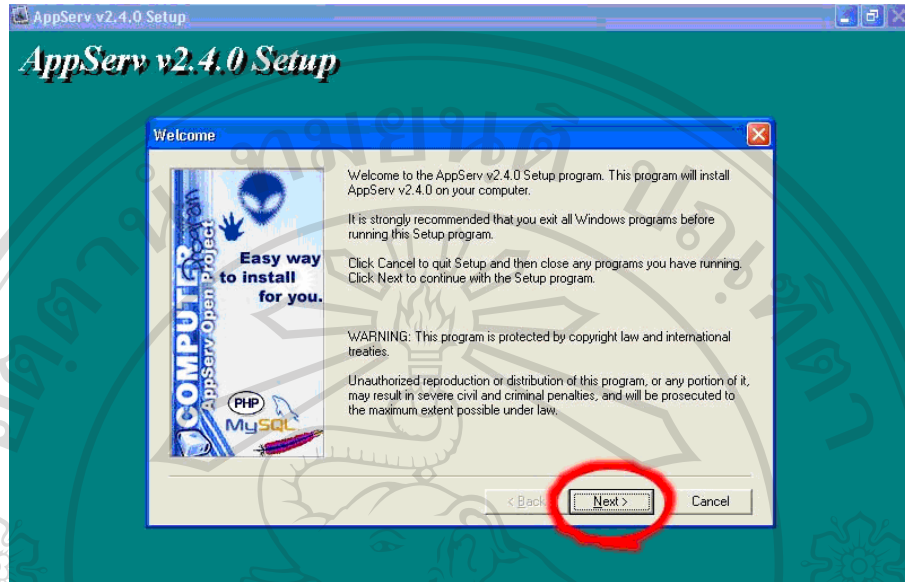 AppServ v2.4.0 Setup
AppServ v2.4.0 Setup
Welcome
Welcome to the AppServ v2.4.0 Setup program. This program will install
AppServ v2.4.0 on your computer.
It is strongly recommended that you exit all Windows programs before
running this Setup program.
Click Cancel to quit Setup and then close any programs you have running.
Click Next to continue with the Setup program.
WARNING: This program is protected by copyright law and international
treaties.
Unauthorized reproduction or distribution of this program, or any portion of it,
may result in severe civil and criminal penalties, and will be prosecuted to
the maximum extent possible under law.
COMPUTER
Program
AppServ Open Project
Easy way
to install
for you.
PHP
MySQL
< Back
Next >
Cancel